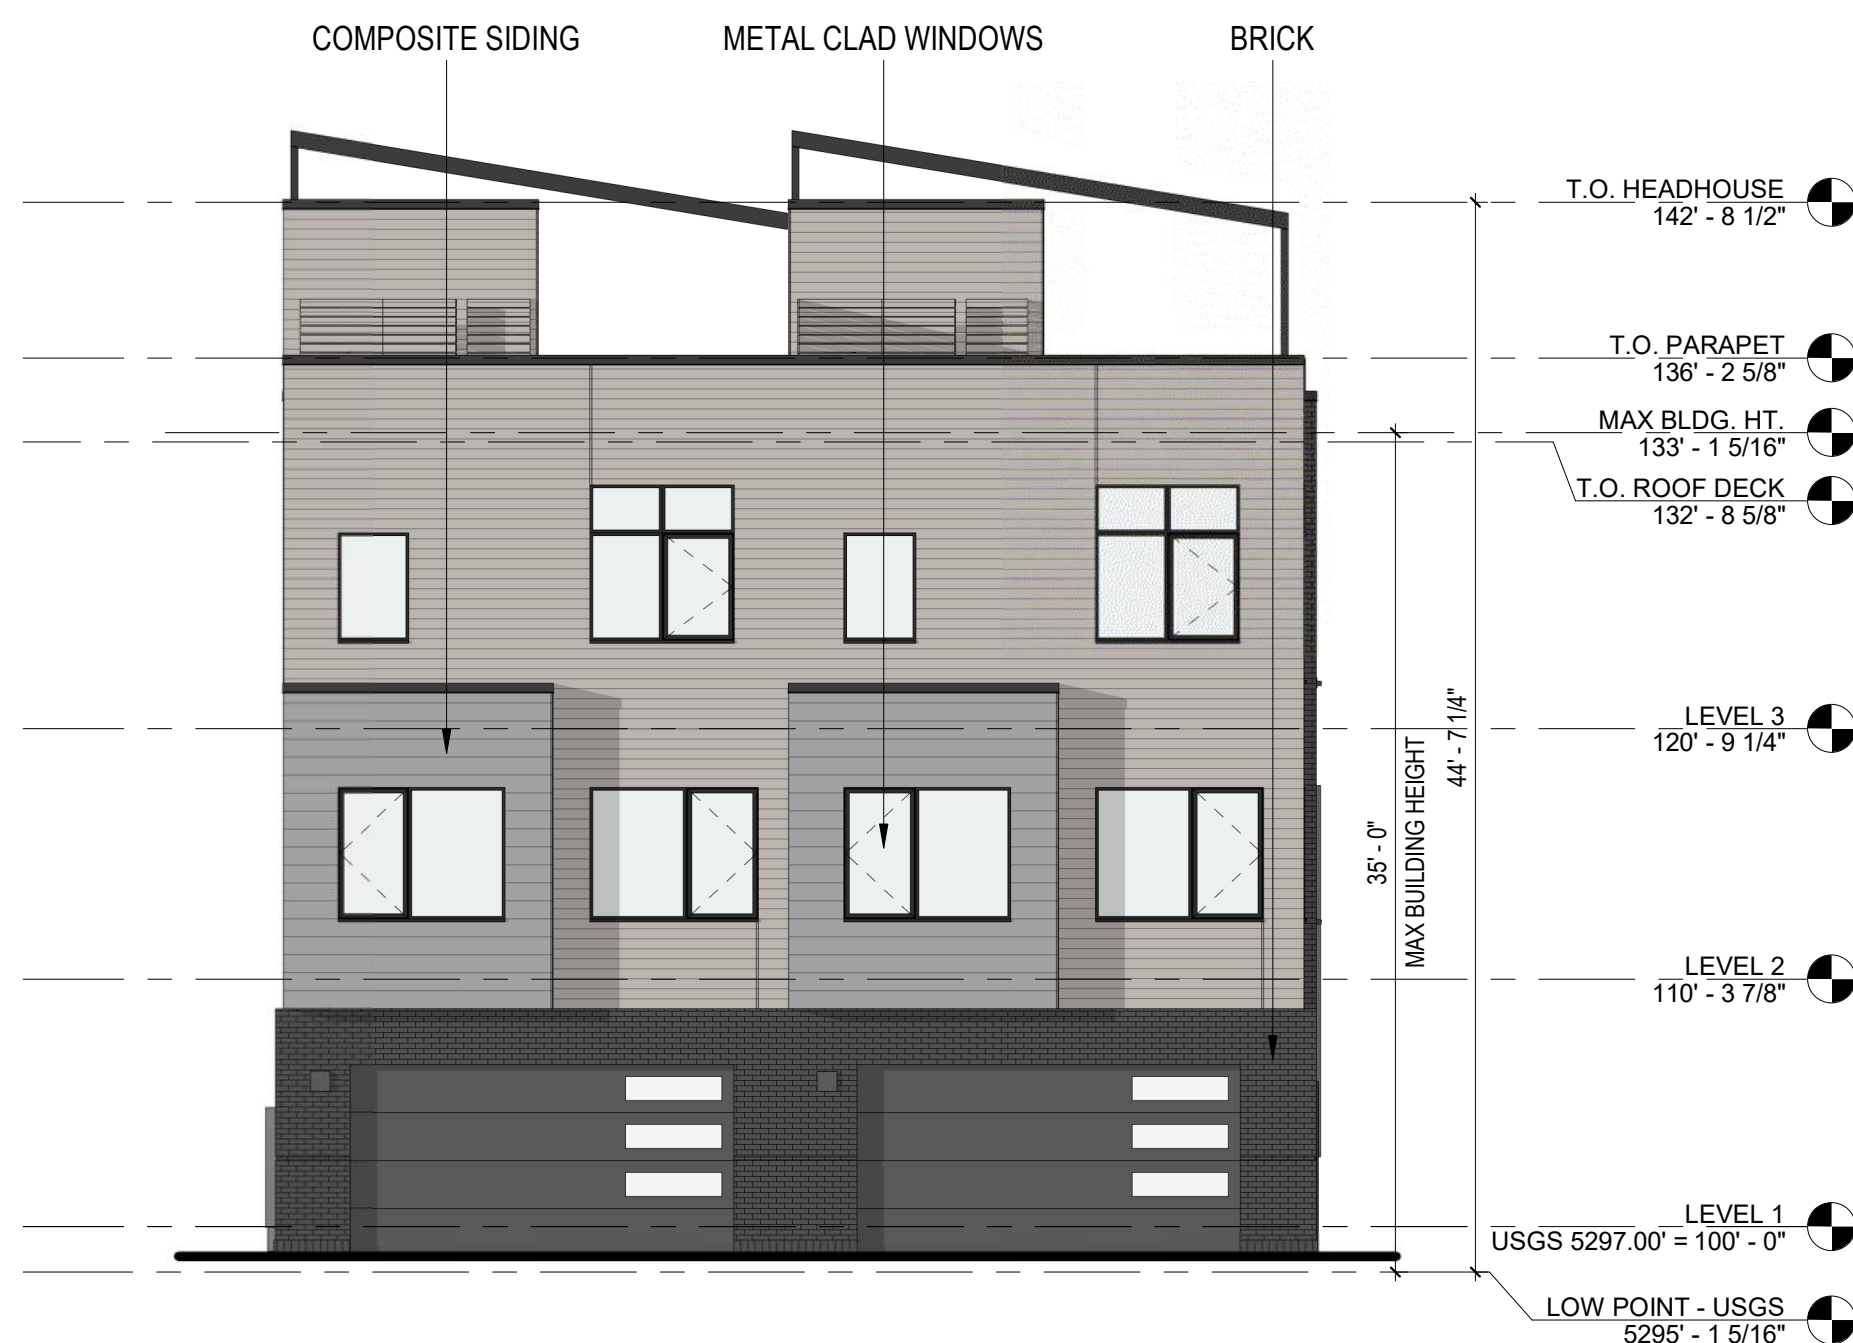 COMPOSITE SIDING
METAL CLAD WINDOWS
BRICK
T.O. HEADHOUSE
142' - 8 1/2"
T.O. PARAPET
136' - 2 5/8"
MAX BLDG. HT.
133' - 1 5/16"
T.O. ROOF DECK
132' - 8 5/8"
LEVEL 3
120' - 9 1/4"
44' - 7 1/4"
35' - 0"
MAX BUILDING HEIGHT
LEVEL 2
110' - 3 7/8"
LEVEL 1
USGS 5297.00' = 100' - 0"
LOW POINT - USGS
5295' - 1 5/16"